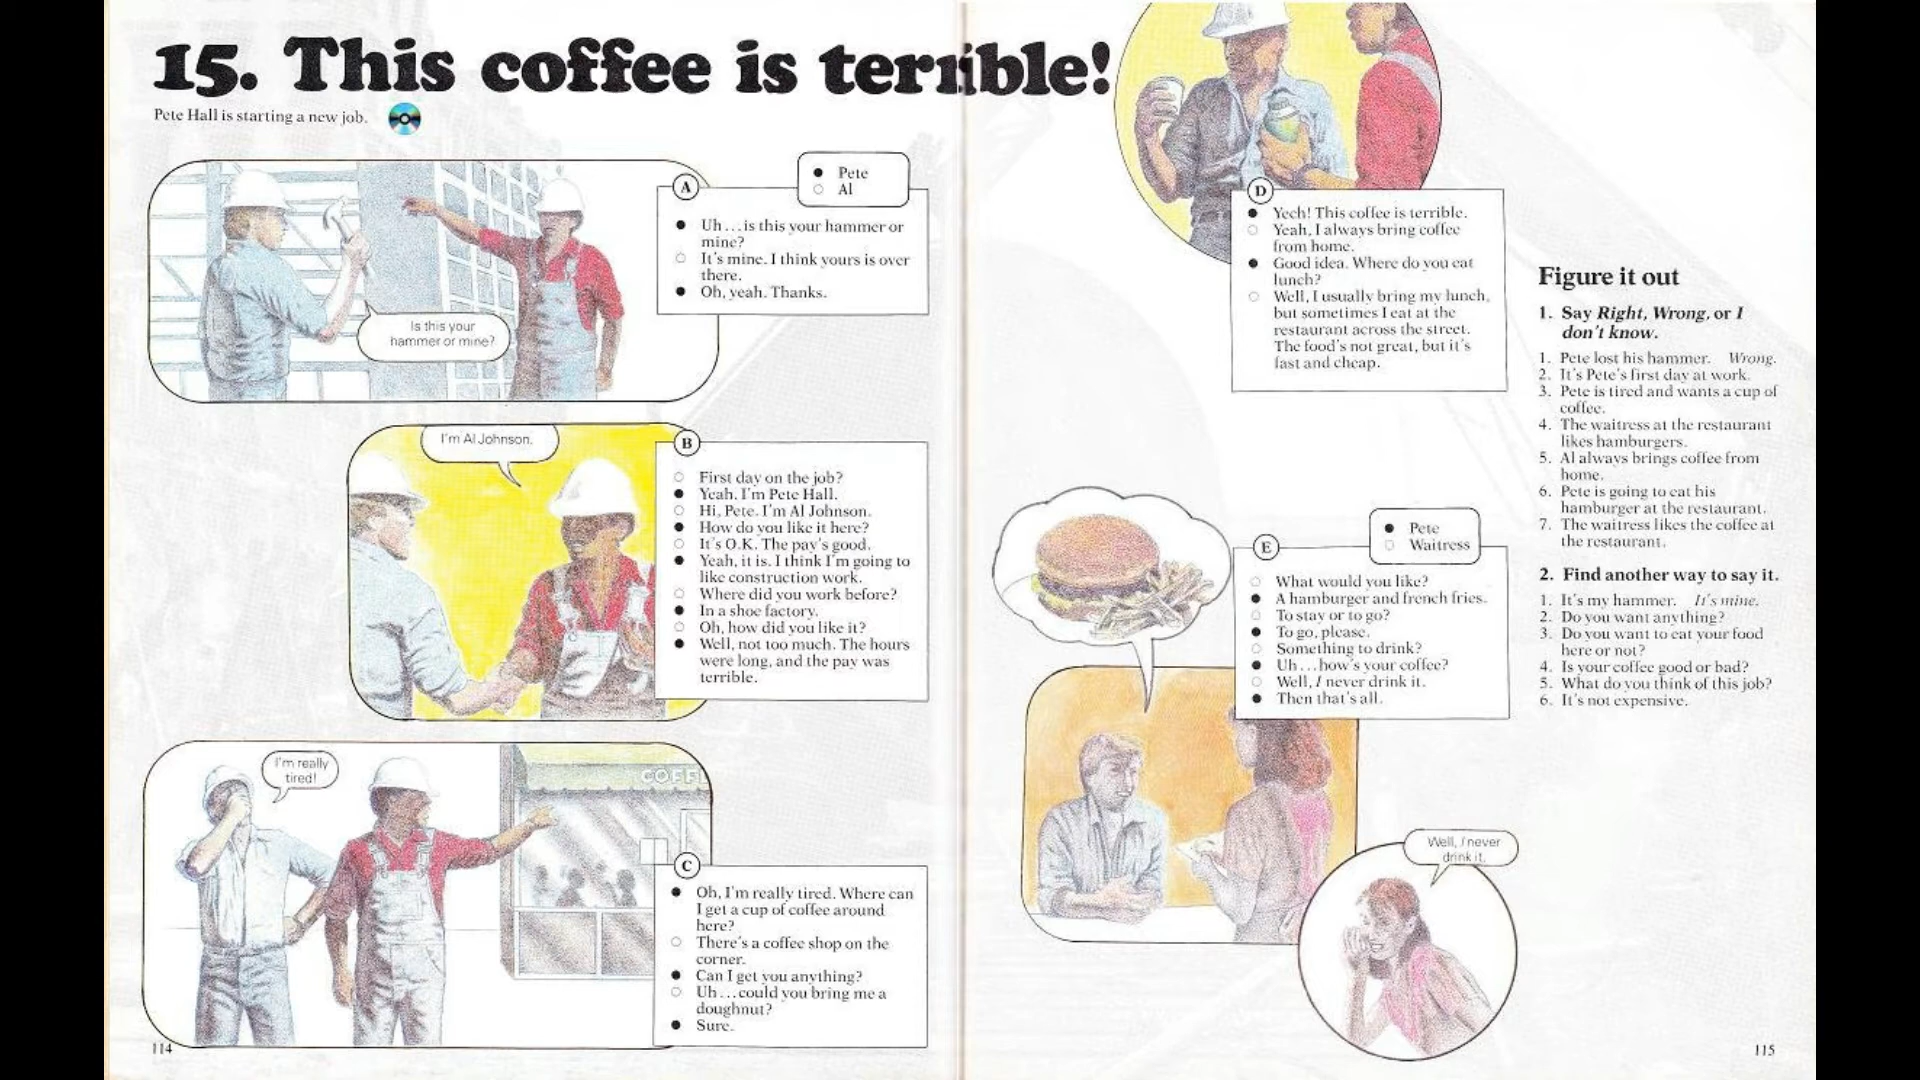 15. This coffee is terrible!
Pete Hall is starting a new job.
Is this your
hammer or mine?
● Pete
○ Al
A
● Uh...is this your hammer or
mine?
○ It's mine. I think yours is over
there.
● Oh, yeah. Thanks.
I'm Al Johnson.
B
○ First day on the job?
● Yeah. I'm Pete Hall.
○ Hi, Pete. I'm Al Johnson.
● How do you like it here?
○ It's O.K. The pay's good.
● Yeah, it is. I think I'm going to
like construction work.
○ Where did you work before?
● In a shoe factory.
○ Oh, how did you like it?
● Well, not too much. The hours
were long, and the pay was
terrible.
I'm really
tired!
COFFE
C
● Oh, I'm really tired. Where can
I get a cup of coffee around
here?
○ There's a coffee shop on the
corner.
● Can I get you anything?
○ Uh...could you bring me a
doughnut?
● Sure.
114
D
● Yech! This coffee is terrible.
○ Yeah, I always bring coffee
from home.
● Good idea. Where do you eat
lunch?
○ Well, I usually bring my lunch,
but sometimes I eat at the
restaurant across the street.
The food's not great, but it's
fast and cheap.
● Pete
○ Waitress
E
○ What would you like?
● A hamburger and french fries.
○ To stay or to go?
● To go, please.
○ Something to drink?
● Uh...how's your coffee?
○ Well, I never drink it.
● Then that's all.
Well, I never
drink it.
Figure it out
1. Say Right, Wrong, or I
don't know.
1. Pete lost his hammer. Wrong.
2. It's Pete's first day at work.
3. Pete is tired and wants a cup of
coffee.
4. The waitress at the restaurant
likes hamburgers.
5. Al always brings coffee from
home.
6. Pete is going to eat his
hamburger at the restaurant.
7. The waitress likes the coffee at
the restaurant.
2. Find another way to say it.
1. It's my hammer. It's mine.
2. Do you want anything?
3. Do you want to eat your food
here or not?
4. Is your coffee good or bad?
5. What do you think of this job?
6. It's not expensive.
115